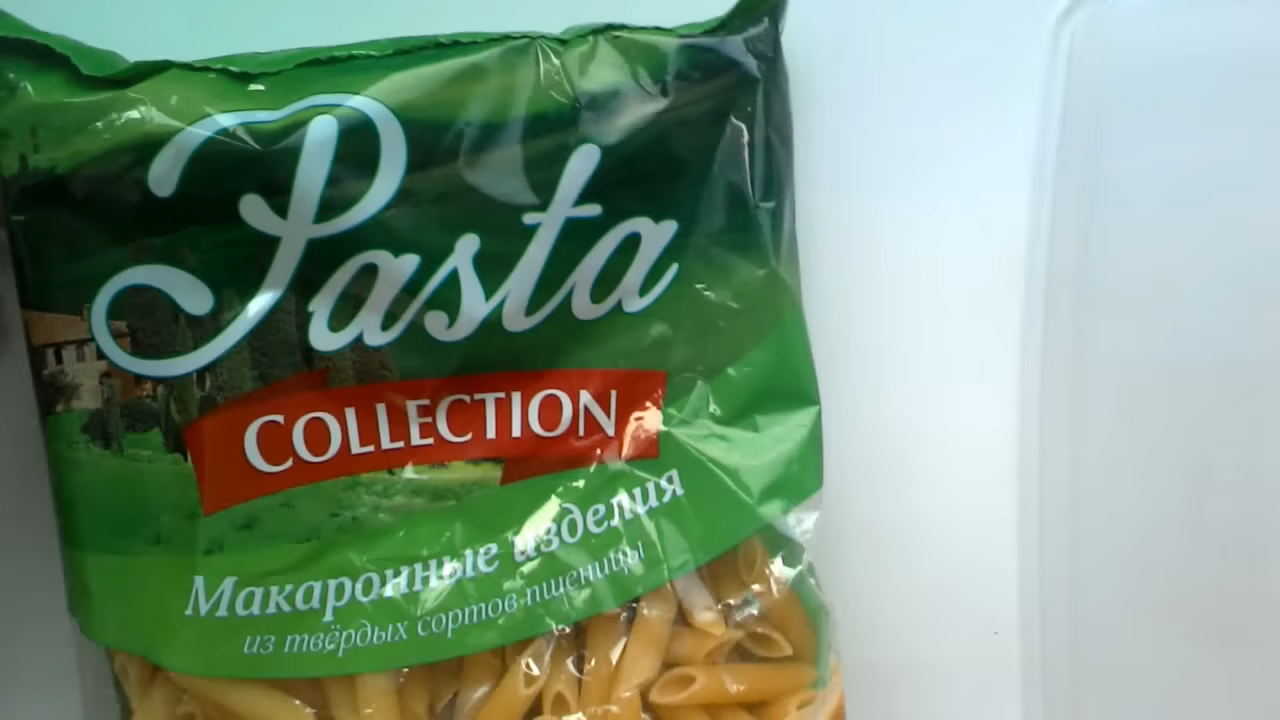 Pasta
COLLECTION
Макаронные изделия
из твёрдых сортов пшеницы